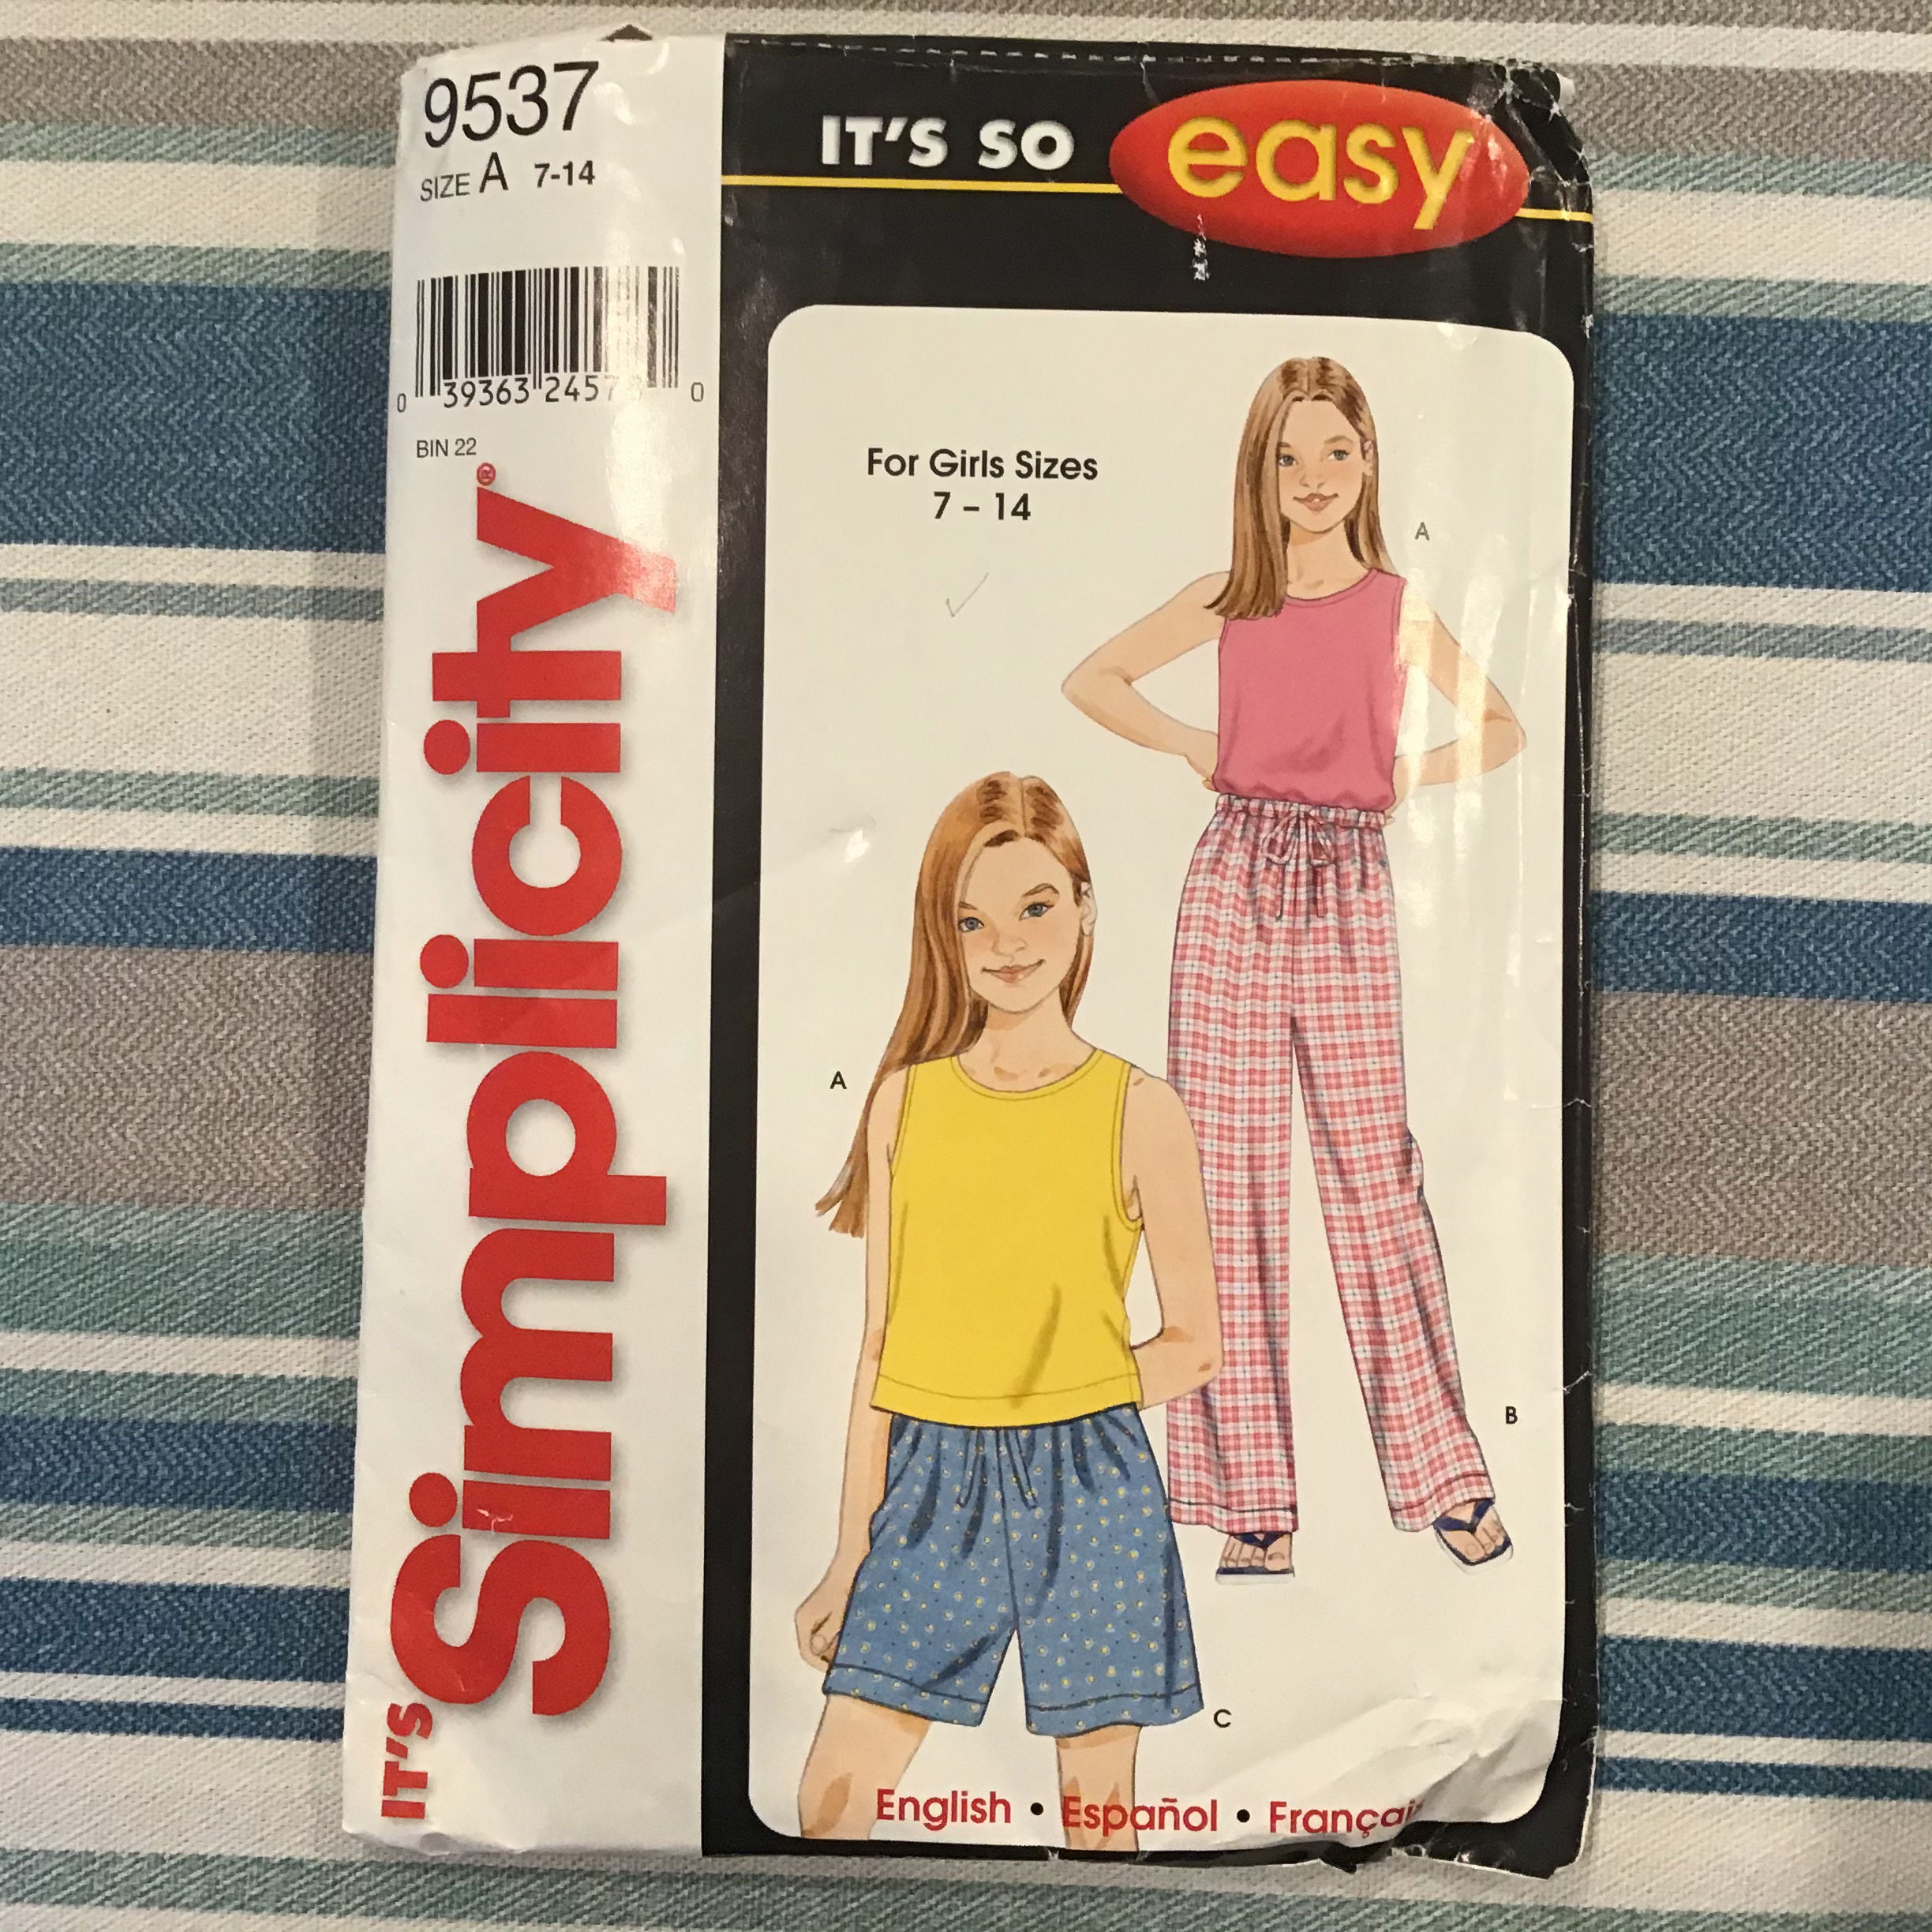 9537
SIZE A 7-14
0 39363 2457 0
BIN 22
IT'S Simplicity®
IT'S SO easy
For Girls Sizes
7 – 14
A
A
B
C
English • Español • Françai